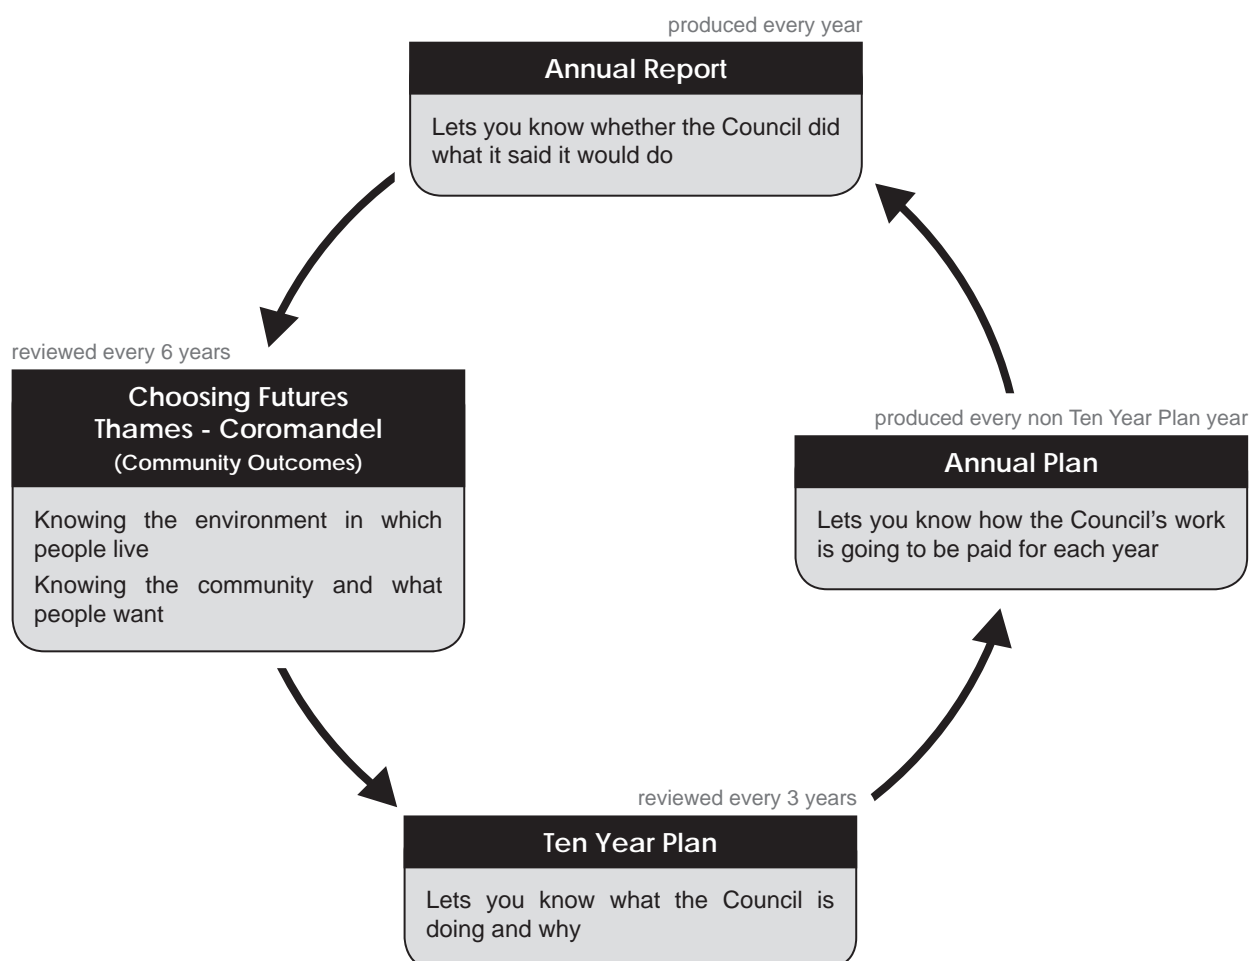 produced every year
Annual Report
Lets you know whether the Council did
what it said it would do
reviewed every 6 years
Choosing Futures
Thames - Coromandel
(Community Outcomes)
Knowing the environment in which
people live
Knowing the community and what
people want
produced every non Ten Year Plan year
Annual Plan
Lets you know how the Council's work
is going to be paid for each year
reviewed every 3 years
Ten Year Plan
Lets you know what the Council is
doing and why